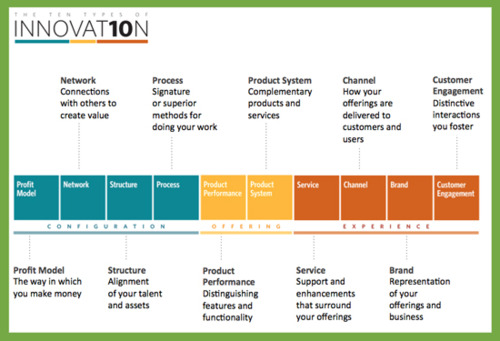 THE TEN TYPES OF
INNOVAT10N
Network
Connections
with others to
create value
Process
Signature
or superior
methods for
doing your work
Product System
Complementary
products and
services
Channel
How your
offerings are
delivered to
customers and
users
Customer
Engagement
Distinctive
interactions
you foster
Profit
Model
Network
Structure
Process
Product
Performance
Product
System
Service
Channel
Brand
Customer
Engagement
CONFIGURATION
OFFERING
EXPERIENCE
Profit Model
The way in which
you make money
Structure
Alignment
of your talent
and assets
Product
Performance
Distinguishing
features and
functionality
Service
Support and
enhancements
that surround
your offerings
Brand
Representation
of your
offerings and
business